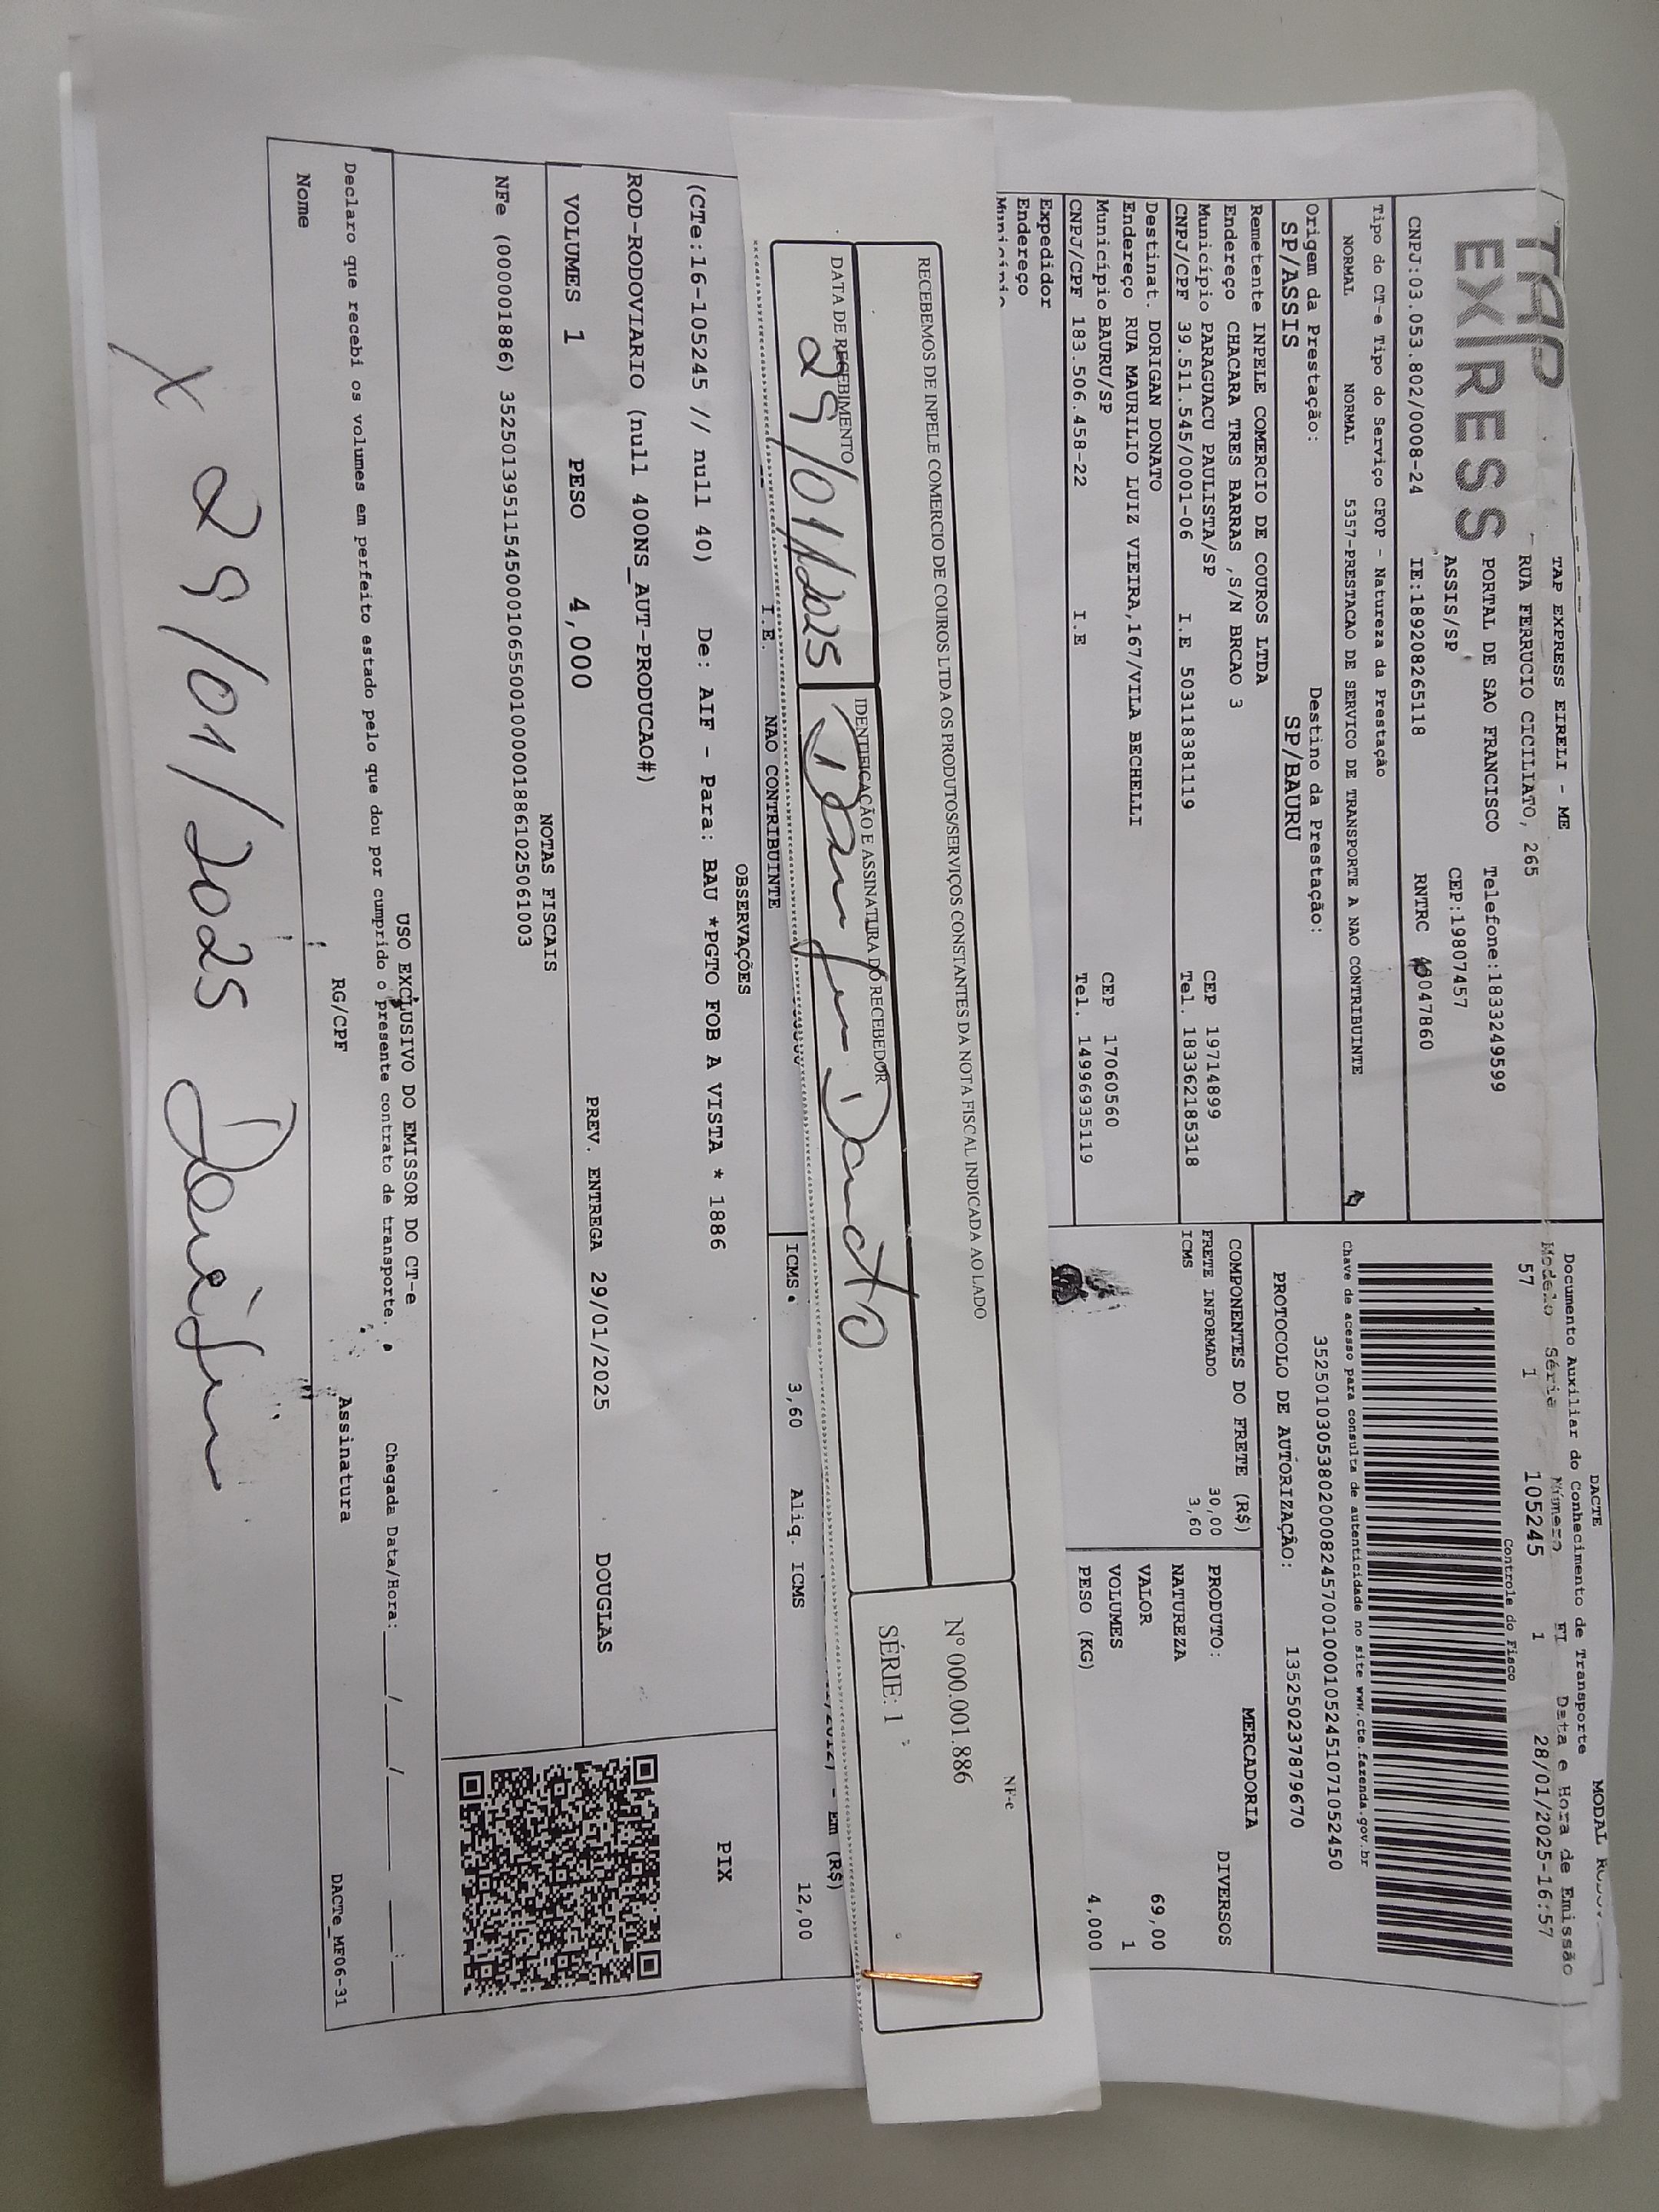 TAP
EXPRESS
TAP EXPRESS EIRELI - ME
RUA FERRUCIO CICILIATO, 265
PORTAL DE SAO FRANCISCO Telefone:1833249599
ASSIS/SP CEP:19807457
CNPJ:03.053.802/0008-24 IE:189208265118 RNTRC
Tipo do CT-e Tipo do Serviço CFOP - Natureza da Prestação
NORMAL NORMAL 5357-PRESTACAO DE SERVICO DE TRANSPORTE A NAO CONTRIBUINTE
Origem da Prestação: Destino da Prestação:
SP/ASSIS SP/BAURU
Remetente INPELE COMERCIO DE COUROS LTDA
Endereço CHACARA TRES BARRAS ,S/N BRCAO 3
Município PARAGUACU PAULISTA/SP CEP 19714899
CNPJ/CPF 39.511.545/0001-06 I.E 503118381119 Tel. 183362185318
Destinat. DORIGAN DONATO
Endereço RUA MAURILIO LUIZ VIEIRA,167/VILA BECHELLI
Município BAURU/SP CEP 17060560
CNPJ/CPF 183.506.458-22 I.E Tel. 14996935119
Expedidor
Endereço
Município
DACTE MODAL
Documento Auxiliar do Conhecimento de Transporte
Modelo Série Número Fl Data e Hora de Emissão
57 1 105245 1 28/01/2025-16:57
Controle do Fisco
Chave de acesso para consulta de autenticidade no site www.cte.fazenda.gov.br
35250103053802000824570010001052451071052450
PROTOCOLO DE AUTORIZAÇÃO: 135250237879670
COMPONENTES DO FRETE (R$)
FRETE INFORMADO 30,00
ICMS 3,60
MERCADORIA
PRODUTO: DIVERSOS
NATUREZA
VALOR 69,00
VOLUMES 1
PESO (KG) 4,000
RECEBEMOS DE INPELE COMERCIO DE COUROS LTDA OS PRODUTOS/SERVIÇOS CONSTANTES DA NOTA FISCAL INDICADA AO LADO
DATA DE RECEBIMENTO
29/01/2025
IDENTIFICAÇÃO E ASSINATURA DO RECEBEDOR
NF-e
Nº 000.001.886
SÉRIE: 1
I.E. NAO CONTRIBUINTE
- Em (R$)
ICMS 3,60 Aliq. ICMS 12,00
OBSERVAÇÕES
(CTe:16-105245 // null 40) De: AIF - Para: BAU *PGTO FOB A VISTA * 1886
ROD-RODOVIARIO (null 400NS_AUT-PRODUCAO#)
PIX
VOLUMES 1 PESO 4,000 PREV. ENTREGA 29/01/2025 DOUGLAS
NOTAS FISCAIS
NFe (000001886) 35250139511545000106550010000018861025061003
USO EXCLUSIVO DO EMISSOR DO CT-e
Declaro que recebi os volumes em perfeito estado pelo que dou por cumprido o presente contrato de transporte. Chegada Data/Hora:___/___/_____ ___:___
Nome RG/CPF Assinatura DACTe_MF06-31
X 29/01/2025